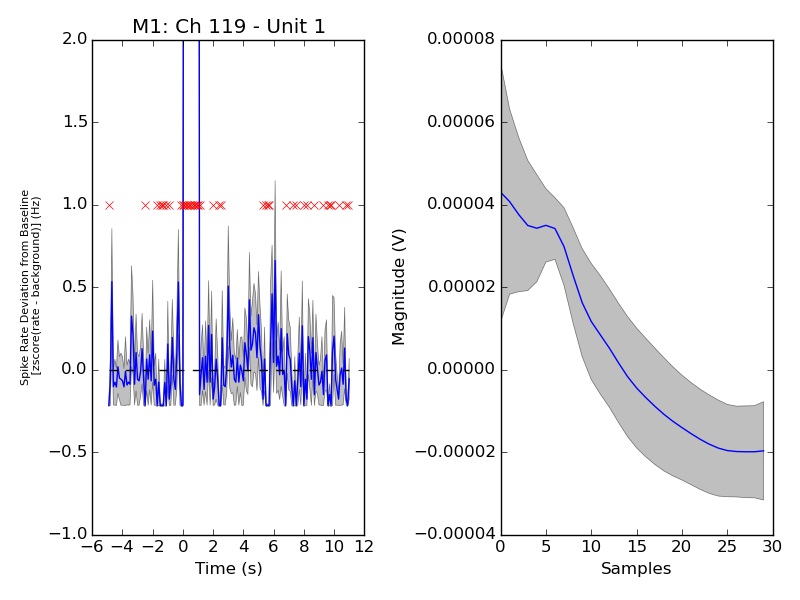 M1: Ch 119 - Unit 1
2.0
1.5
1.0
0.5
0.0
−0.5
−1.0
−6 −4 −2 0 2 4 6 8 10 12
Time (s)
Spike Rate Deviation from Baseline
[zscore(rate - background)] (Hz)
0.00008
0.00006
0.00004
0.00002
0.00000
−0.00002
−0.00004
0 5 10 15 20 25 30
Samples
Magnitude (V)